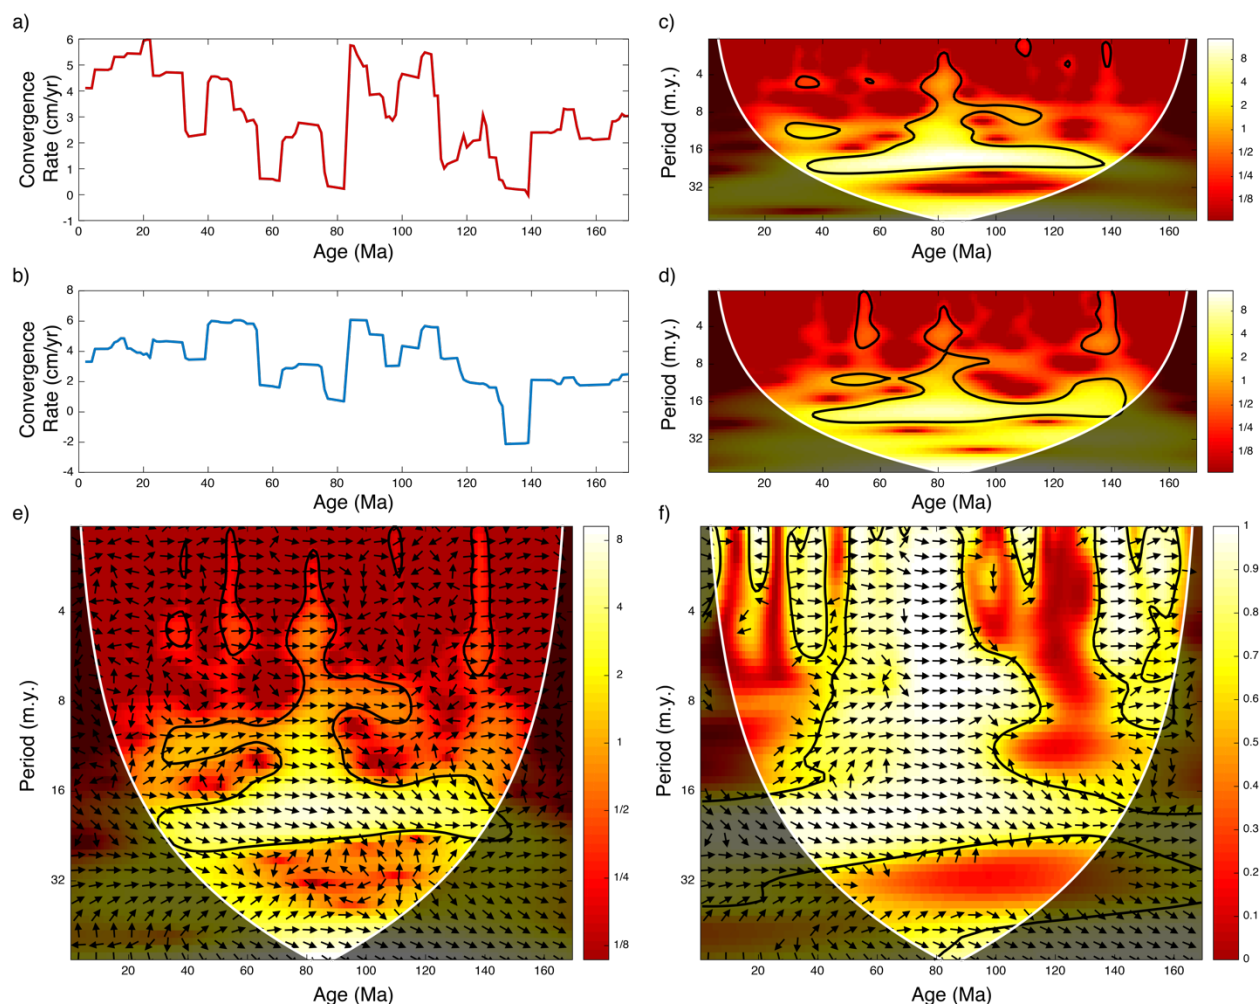 a)
Convergence
Rate (cm/yr)
6
5
4
3
2
1
0
-1
0 20 40 60 80 100 120 140 160
Age (Ma)
c)
Period (m.y.)
4
8
16
32
20 40 60 80 100 120 140 160
Age (Ma)
8
4
2
1
1/2
1/4
1/8
b)
Convergence
Rate (cm/yr)
8
6
4
2
0
-2
-4
0 20 40 60 80 100 120 140 160
Age (Ma)
d)
Period (m.y.)
4
8
16
32
20 40 60 80 100 120 140 160
Age (Ma)
8
4
2
1
1/2
1/4
1/8
e)
Period (m.y.)
4
8
16
32
20 40 60 80 100 120 140 160
Age (Ma)
8
4
2
1
1/2
1/4
1/8
f)
Period (m.y.)
4
8
16
32
20 40 60 80 100 120 140 160
Age (Ma)
1
0.9
0.8
0.7
0.6
0.5
0.4
0.3
0.2
0.1
0